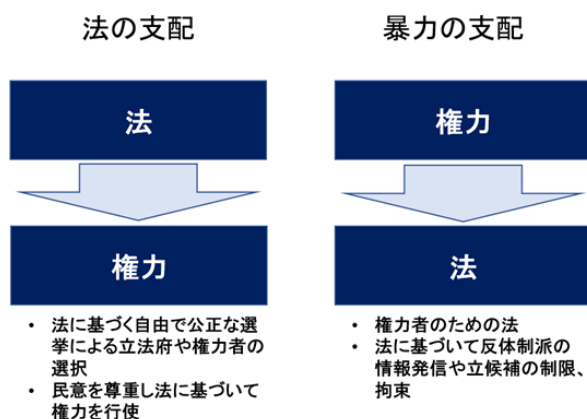 法の支配
法
権力
• 法に基づく自由で公正な選
挙による立法府や権力者の
選択
• 民意を尊重し法に基づいて
権力を行使
暴力の支配
権力
法
• 権力者のための法
• 法に基づいて反体制派の
情報発信や立候補の制限、
拘束